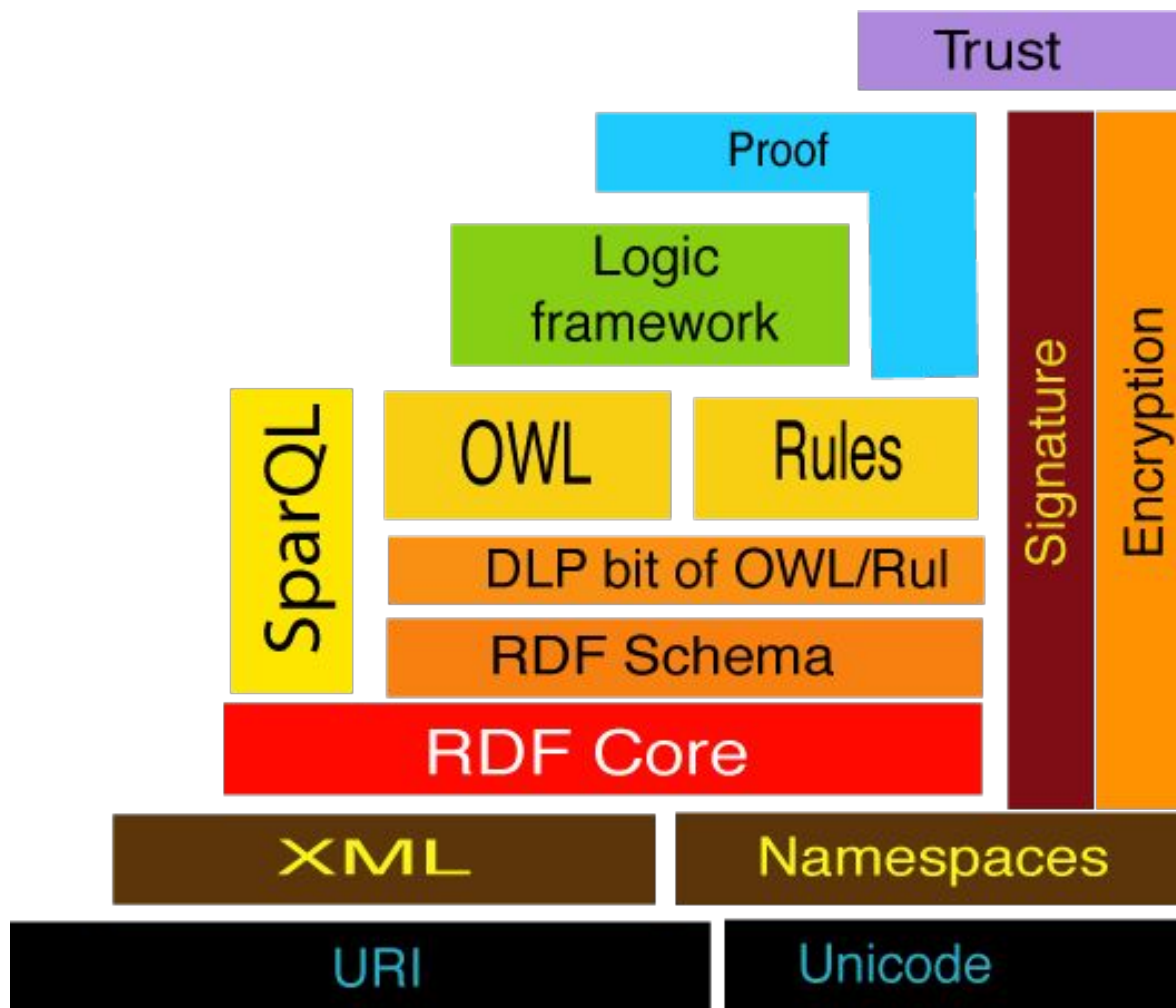 Trust
Proof
Logic
framework
Signature
Encryption
SparQL
OWL
Rules
DLP bit of OWL/Rul
RDF Schema
RDF Core
XML
Namespaces
URI
Unicode